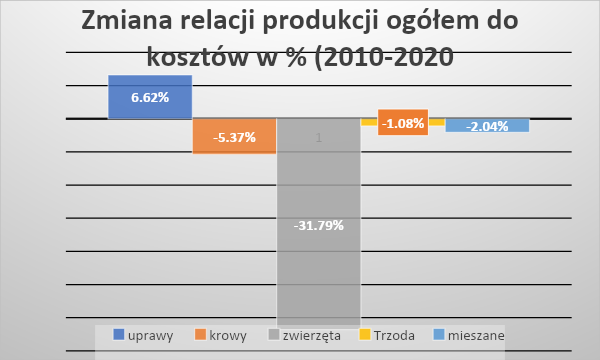 Zmiana relacji produkcji ogółem do
kosztów w % (2010-2020
6.62%
-5.37%
1
-1.08%
-2.04%
-31.79%
uprawy krowy zwierzęta Trzoda mieszane